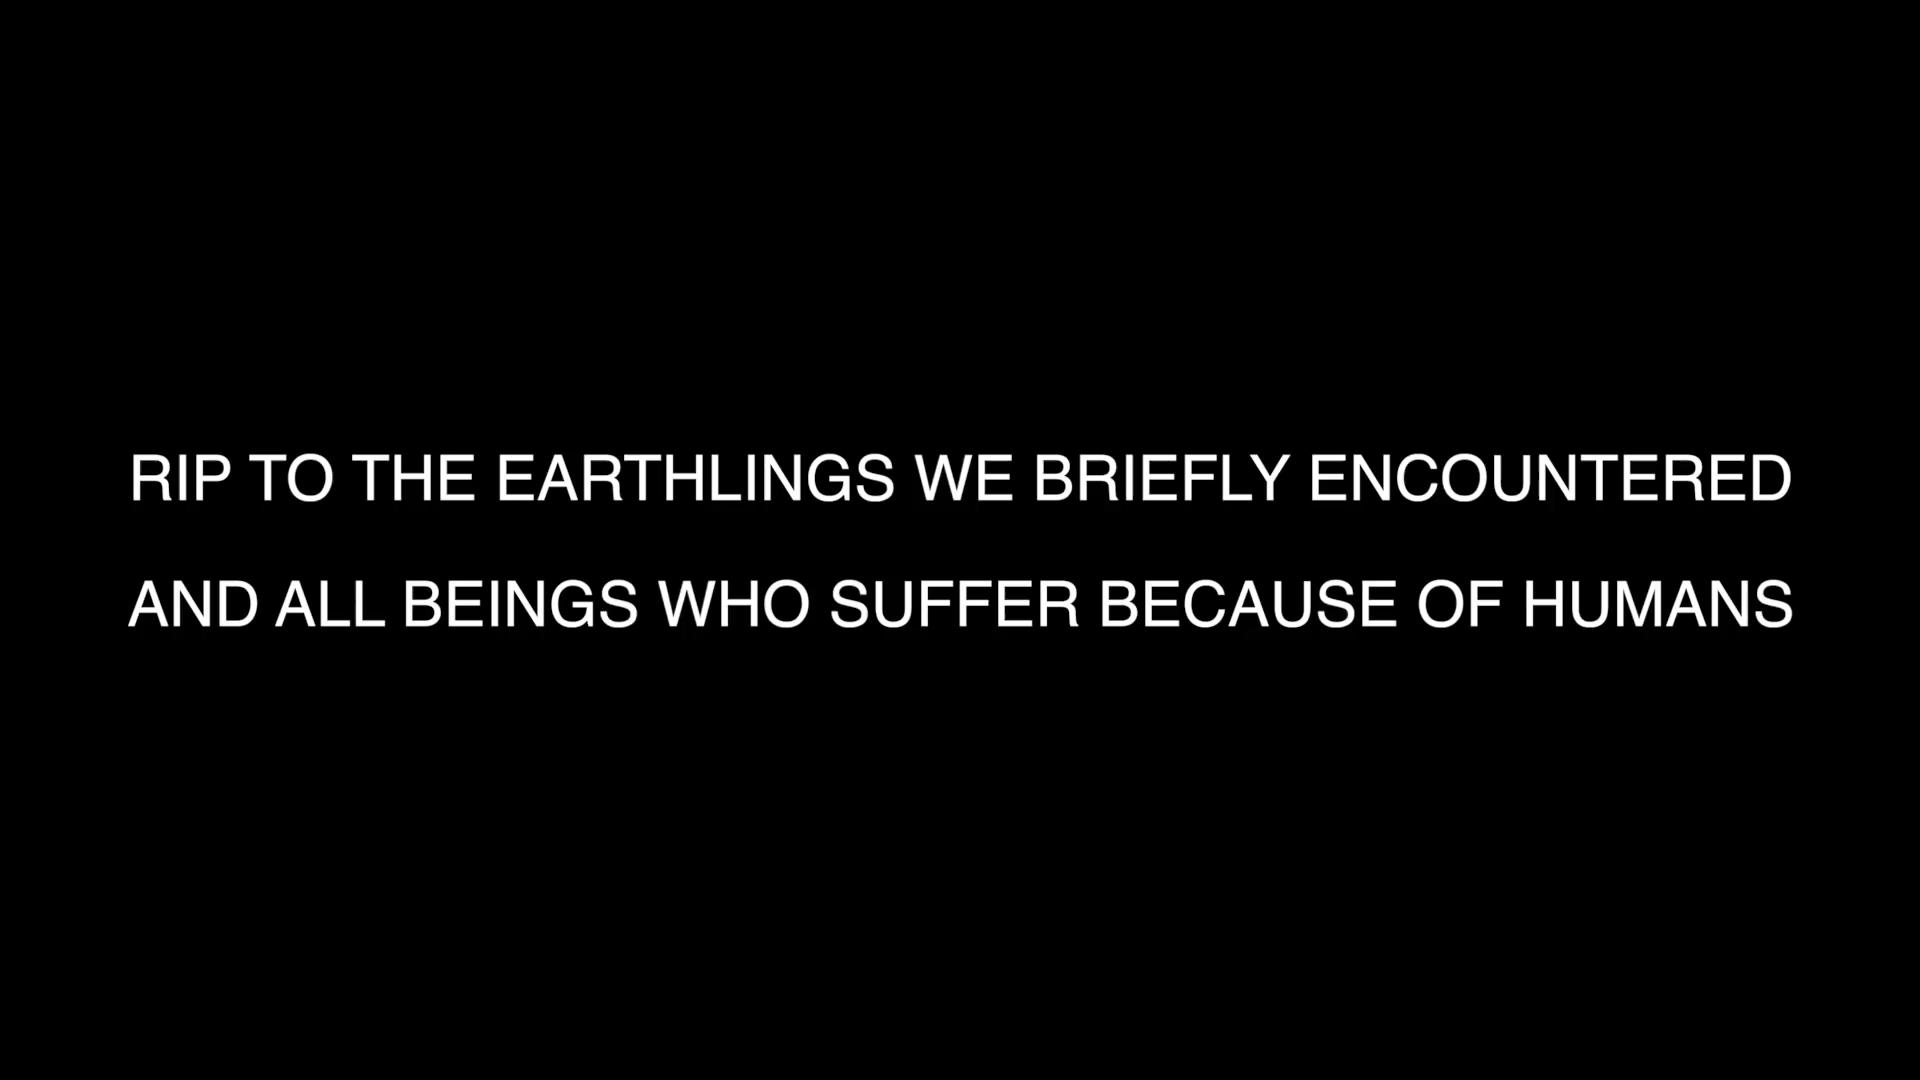 RIP TO THE EARTHLINGS WE BRIEFLY ENCOUNTERED
AND ALL BEINGS WHO SUFFER BECAUSE OF HUMANS